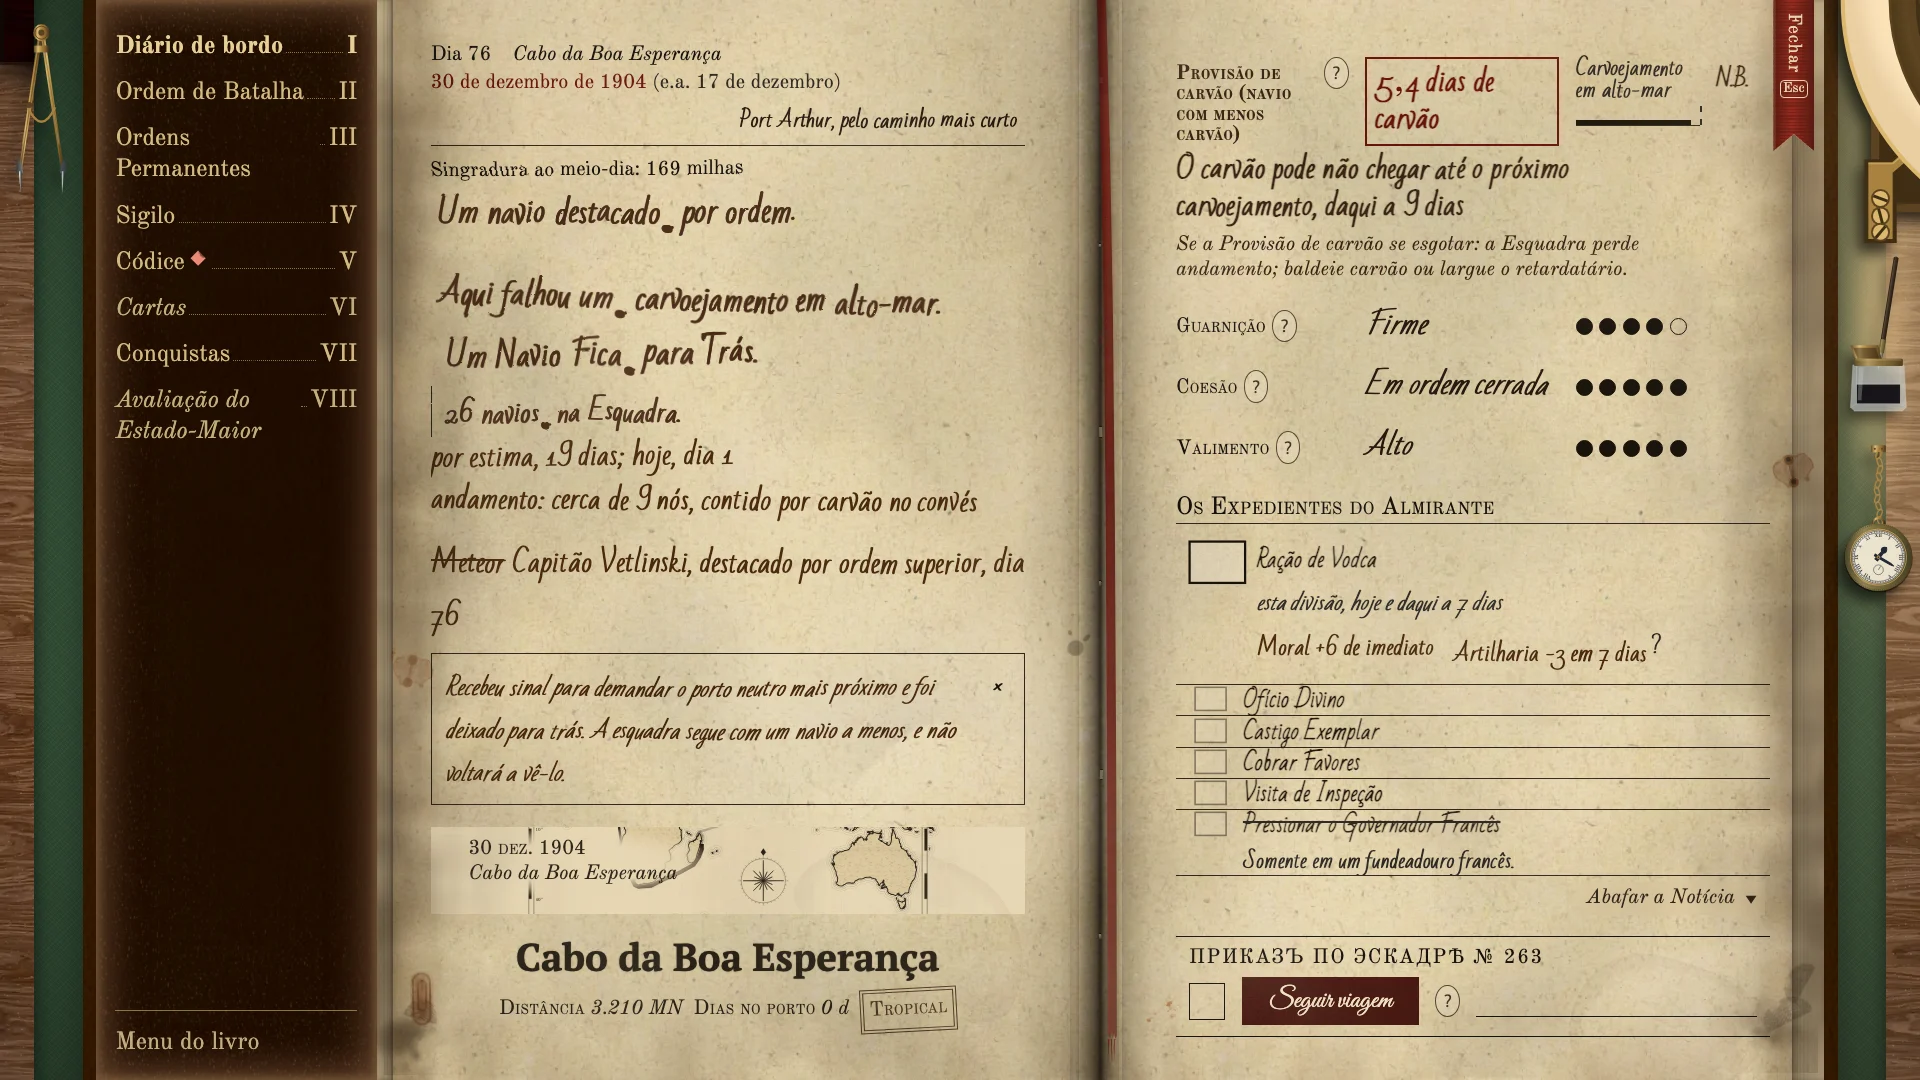 Diário de bordo I
Ordem de Batalha II
Ordens III
Permanentes
Sigilo IV
Códice V
Cartas VI
Conquistas VII
Avaliação do VIII
Estado-Maior
Menu do livro
Dia 76 Cabo da Boa Esperança
30 de dezembro de 1904 (e.a. 17 de dezembro)
Port Arthur, pelo caminho mais curto
Singradura ao meio-dia: 169 milhas
Um navio destacado por ordem.
Aqui falhou um carvoejamento em alto-mar.
Um Navio Fica para Trás.
26 navios na Esquadra.
por estima, 19 dias; hoje, dia 1
andamento: cerca de 9 nós, contido por carvão no convés
Meteor Capitão Vetlinski, destacado por ordem superior, dia
76
Recebeu sinal para demandar o porto neutro mais próximo e foi ×
deixado para trás. A esquadra segue com um navio a menos, e não
voltará a vê-lo.
30 DEZ. 1904
Cabo da Boa Esperança
Cabo da Boa Esperança
Distância 3.210 MN Dias no porto 0 d Tropical
Provisão de
carvão (navio
com menos
carvão)
?
5,4 dias de
carvão
Carvoejamento
em alto-mar
N.B.
O carvão pode não chegar até o próximo
carvoejamento, daqui a 9 dias
Se a Provisão de carvão se esgotar: a Esquadra perde
andamento; baldeie carvão ou largue o retardatário.
Guarnição ? Firme
Coesão ? Em ordem cerrada
Valimento ? Alto
Os Expedientes do Almirante
Ração de Vodca
esta divisão, hoje e daqui a 7 dias
Moral +6 de imediato Artilharia -3 em 7 dias ?
Ofício Divino
Castigo Exemplar
Cobrar Favores
Visita de Inspeção
Pressionar o Governador Francês
Somente em um fundeadouro francês.
Abafar a Notícia ▾
ПРИКАЗЪ ПО ЭСКАДРѢ № 263
Seguir viagem ?
Fechar
Esc